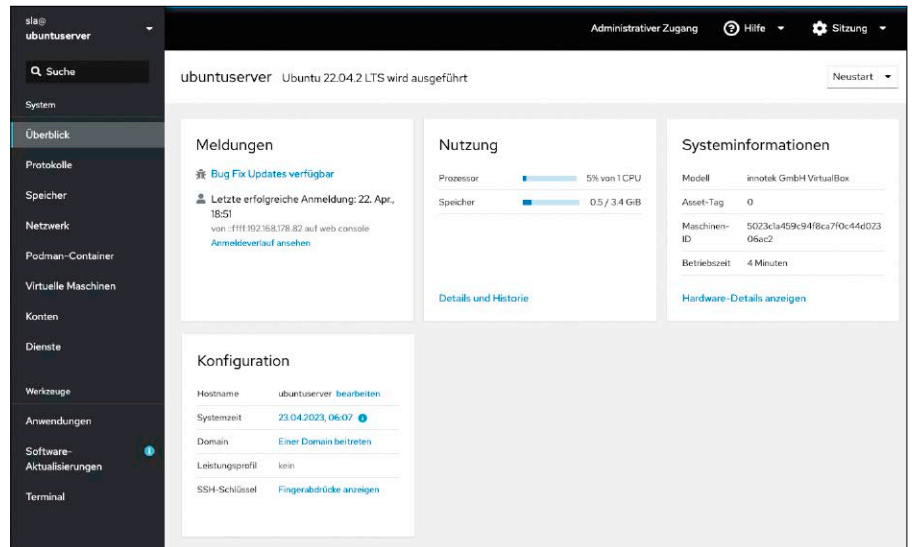 sla@
ubuntuserver
Administrativer Zugang
Hilfe
Sitzung
Suche
System
Überblick
Protokolle
Speicher
Netzwerk
Podman-Container
Virtuelle Maschinen
Konten
Dienste
Werkzeuge
Anwendungen
Software-
Aktualisierungen
Terminal
ubuntuserver Ubuntu 22.04.2 LTS wird ausgeführt
Neustart
Meldungen
Bug Fix Updates verfügbar
Letzte erfolgreiche Anmeldung: 22. Apr.,
18:51
von ::ffff:192.168.178.82 auf web console
Anmeldeverlauf ansehen
Nutzung
Prozessor 5% von 1 CPU
Speicher 0.5 / 3.4 GiB
Details und Historie
Systeminformationen
Modell innotek GmbH VirtualBox
Asset-Tag 0
Maschinen-
ID
5023c1a459c94f8ca7f0c44d023
06ac2
Betriebszeit 4 Minuten
Hardware-Details anzeigen
Konfiguration
Hostname ubuntuserver bearbeiten
Systemzeit 23.04.2023, 06:07
Domain Einer Domain beitreten
Leistungsprofil kein
SSH-Schlüssel Fingerabdrücke anzeigen